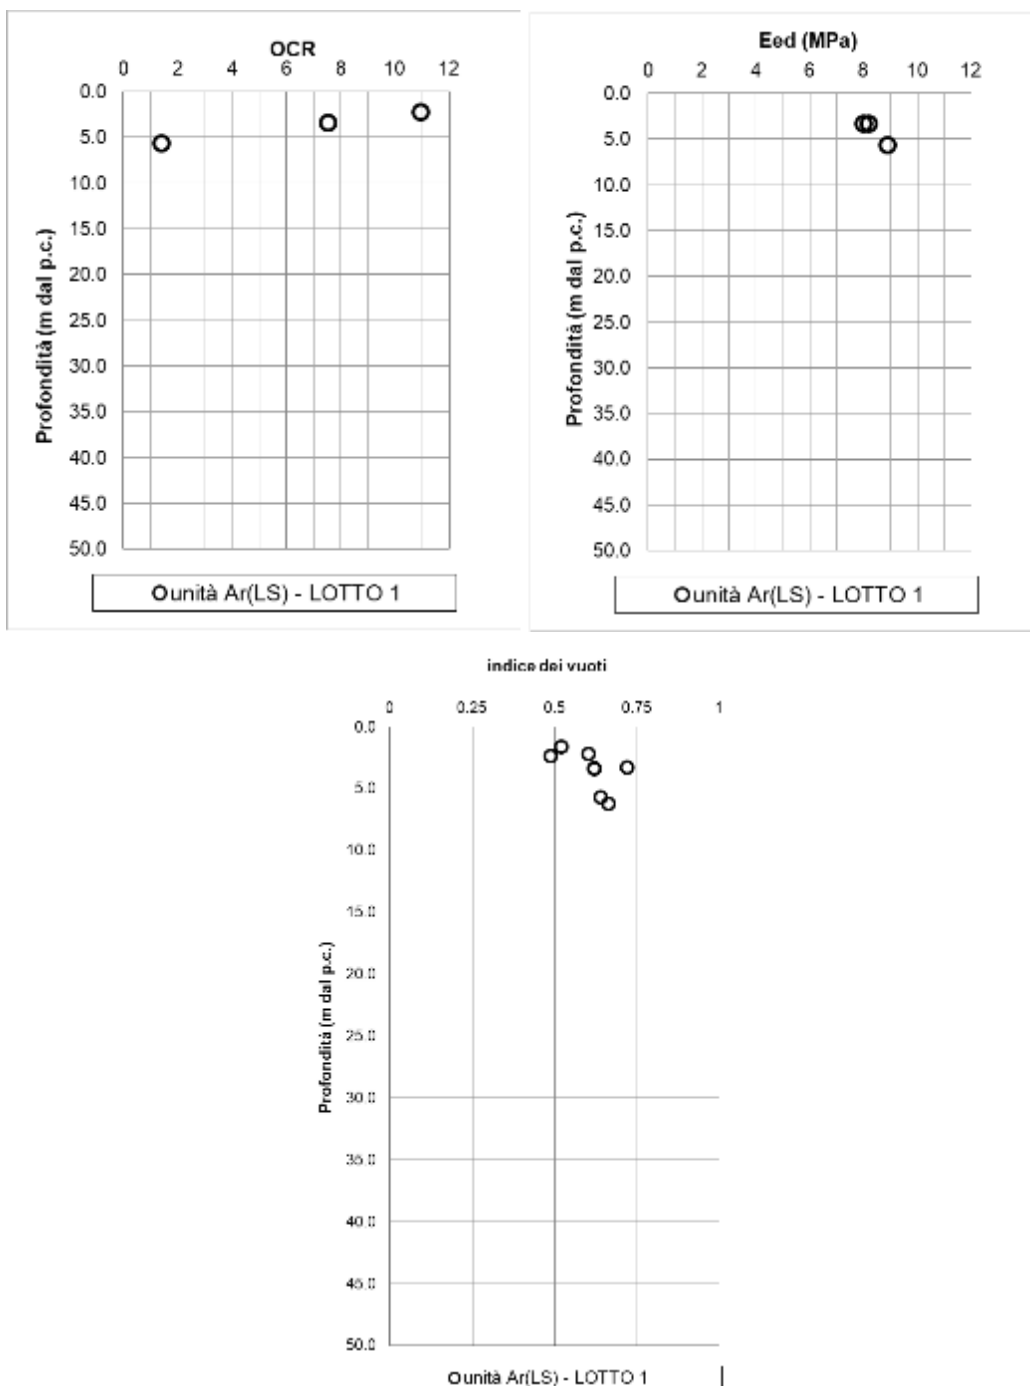 OCR
0 2 4 6 8 10 12
0.0
5.0
10.0
15.0
20.0
25.0
30.0
35.0
40.0
45.0
50.0
Profondità (m dal p.c.)
unità Ar(LS) - LOTTO 1
Eed (MPa)
0 2 4 6 8 10 12
0.0
5.0
10.0
15.0
20.0
25.0
30.0
35.0
40.0
45.0
50.0
Profondità (m dal p.c.)
unità Ar(LS) - LOTTO 1
indice dei vuoti
0 0.25 0.5 0.75 1
0.0
5.0
10.0
15.0
20.0
25.0
30.0
35.0
40.0
45.0
50.0
Profondità (m dal p.c.)
unità Ar(LS) - LOTTO 1